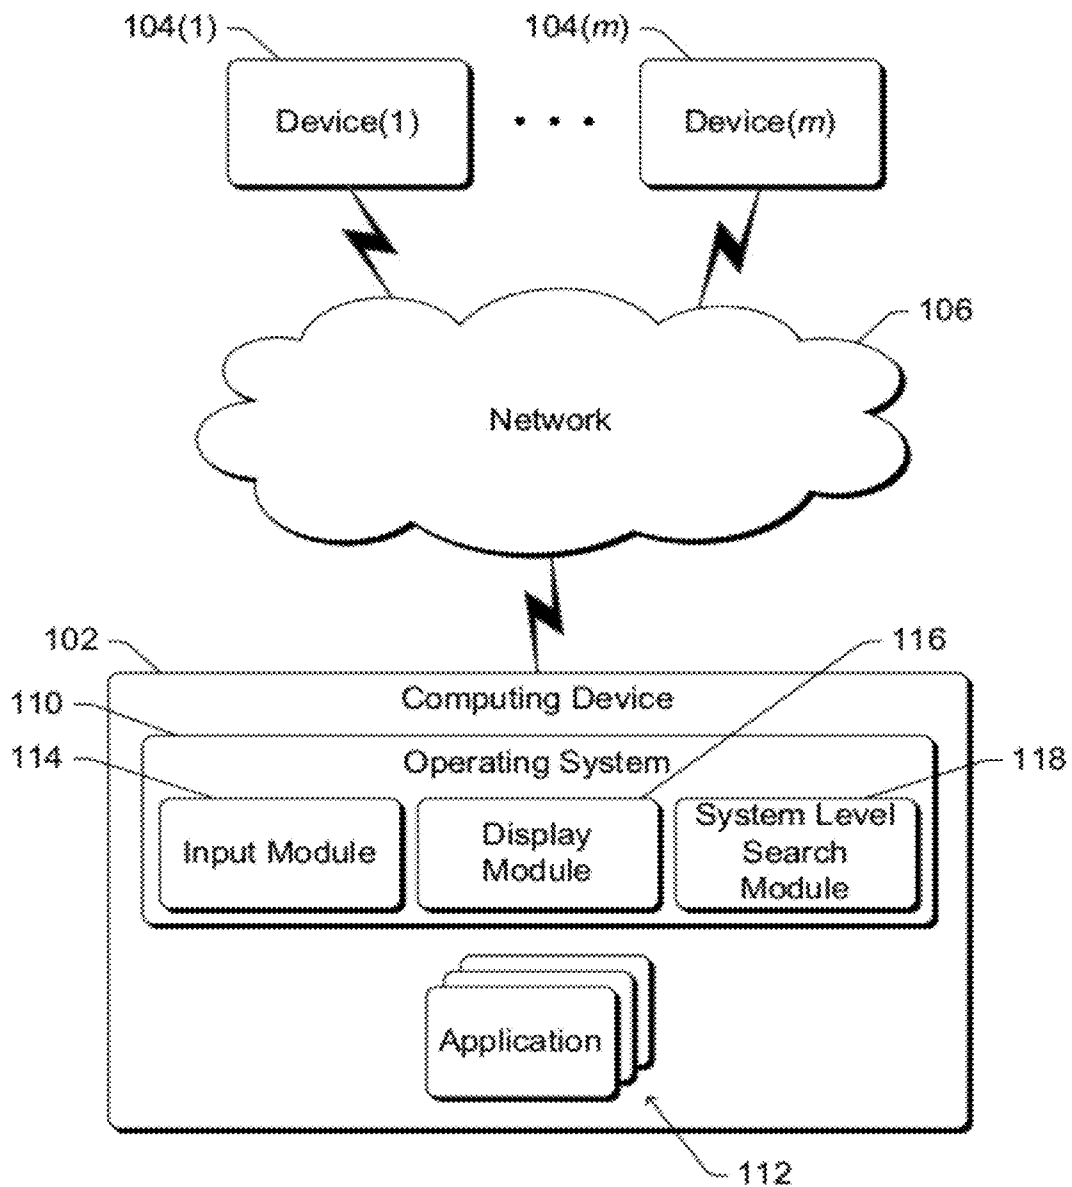 104(1)
104(m)
Device(1)
• • •
Device(m)
106
Network
102
116
Computing Device
110
Operating System
114
118
Input Module
Display
Module
System Level
Search
Module
Application
112